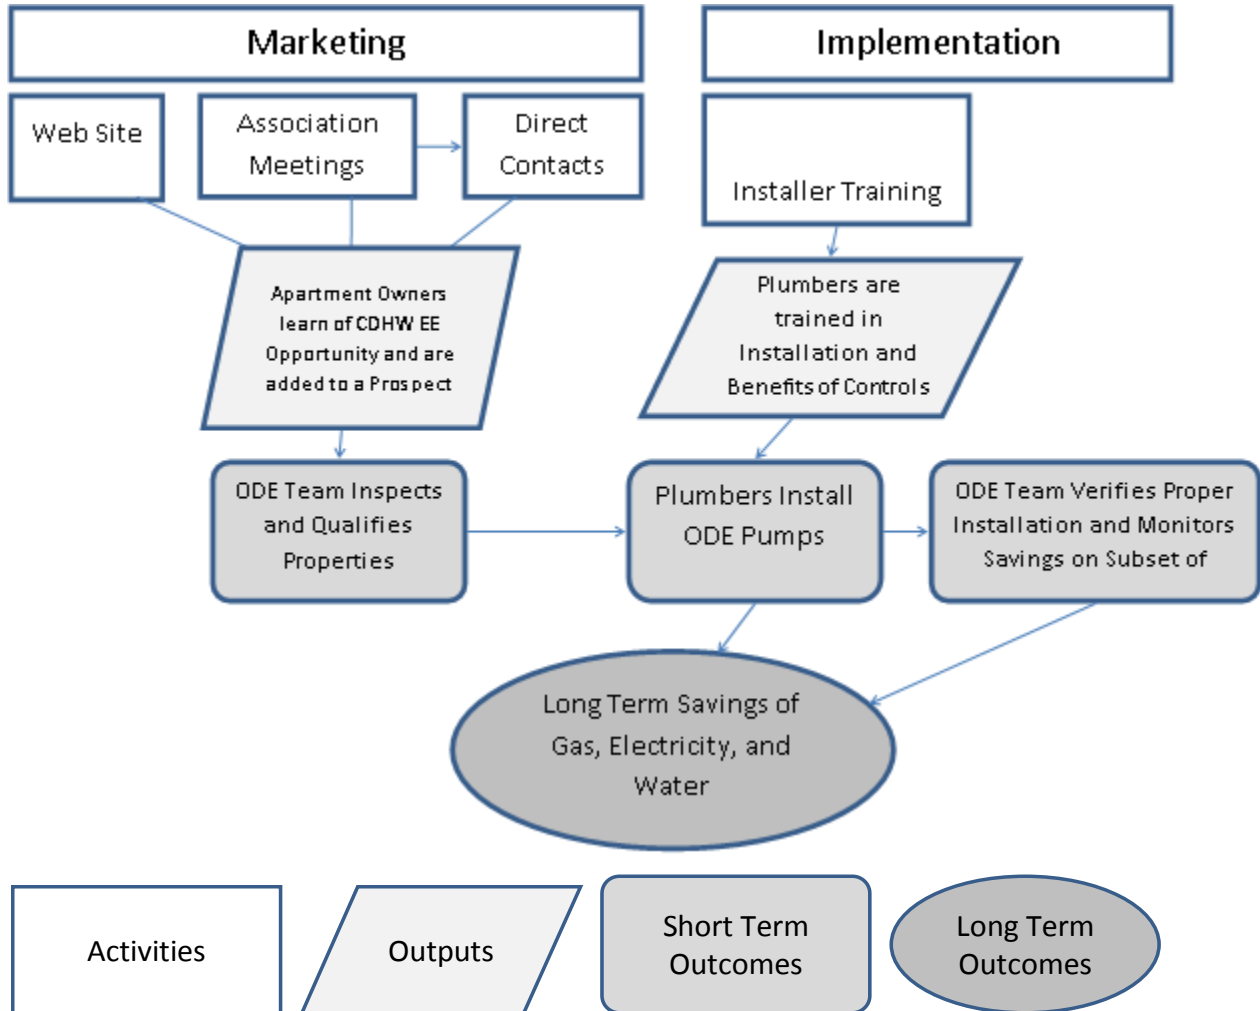 Marketing
Implementation
Web Site
Association
Meetings
Direct
Contacts
Installer Training
Apartment Owners
learn of CDHW EE
Opportunity and are
added to a Prospect
Plumbers are
trained in
Installation and
Benefits of Controls
ODE Team Inspects
and Qualifies
Properties
Plumbers Install
ODE Pumps
ODE Team Verifies Proper
Installation and Monitors
Savings on Subset of
Long Term Savings of
Gas, Electricity, and
Water
Activities
Outputs
Short Term
Outcomes
Long Term
Outcomes